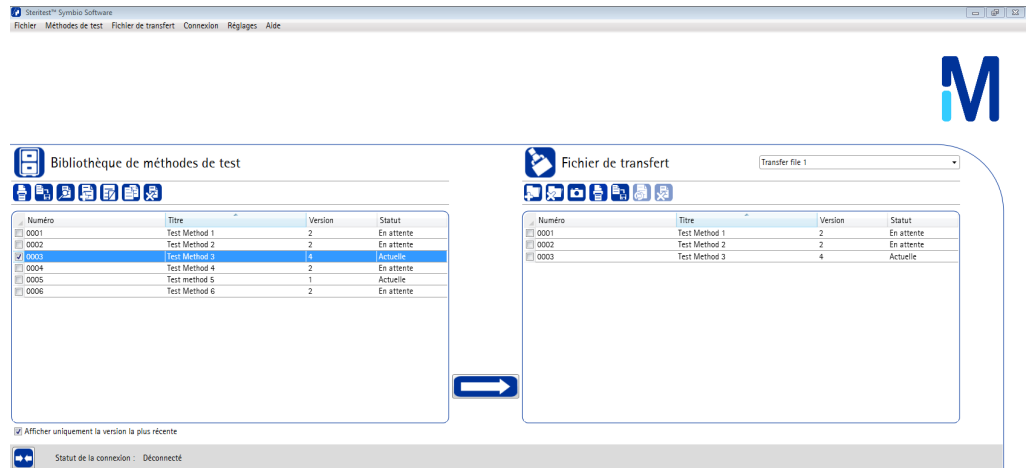 Steritest™ Symbio Software
Fichier Méthodes de test Fichier de transfert Connexion Réglages Aide
M
Bibliothèque de méthodes de test
Numéro Titre Version Statut
0001 Test Method 1 2 En attente
0002 Test Method 2 2 En attente
0003 Test Method 3 4 Actuelle
0004 Test Method 4 2 En attente
0005 Test method 5 1 Actuelle
0006 Test Method 6 2 En attente
Afficher uniquement la version la plus récente
Fichier de transfert Transfer file 1
Numéro Titre Version Statut
0001 Test Method 1 2 En attente
0002 Test Method 2 2 En attente
0003 Test Method 3 4 Actuelle
Statut de la connexion : Déconnecté